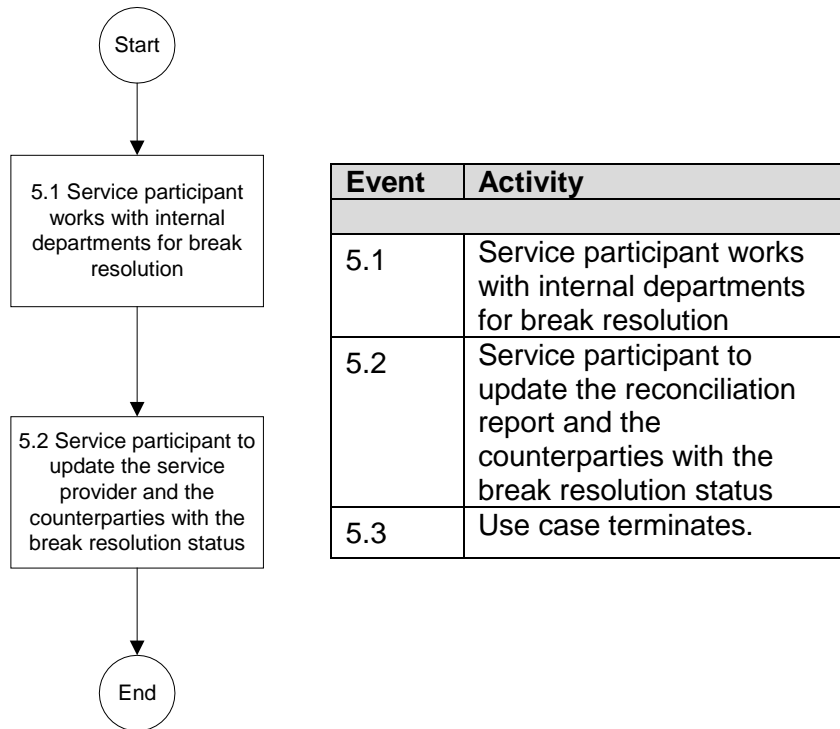 Start
5.1 Service participant
works with internal
departments for break
resolution
5.2 Service participant to
update the service
provider and the
counterparties with the
break resolution status
End
Event Activity
5.1 Service participant works
with internal departments
for break resolution
5.2 Service participant to
update the reconciliation
report and the
counterparties with the
break resolution status
5.3 Use case terminates.